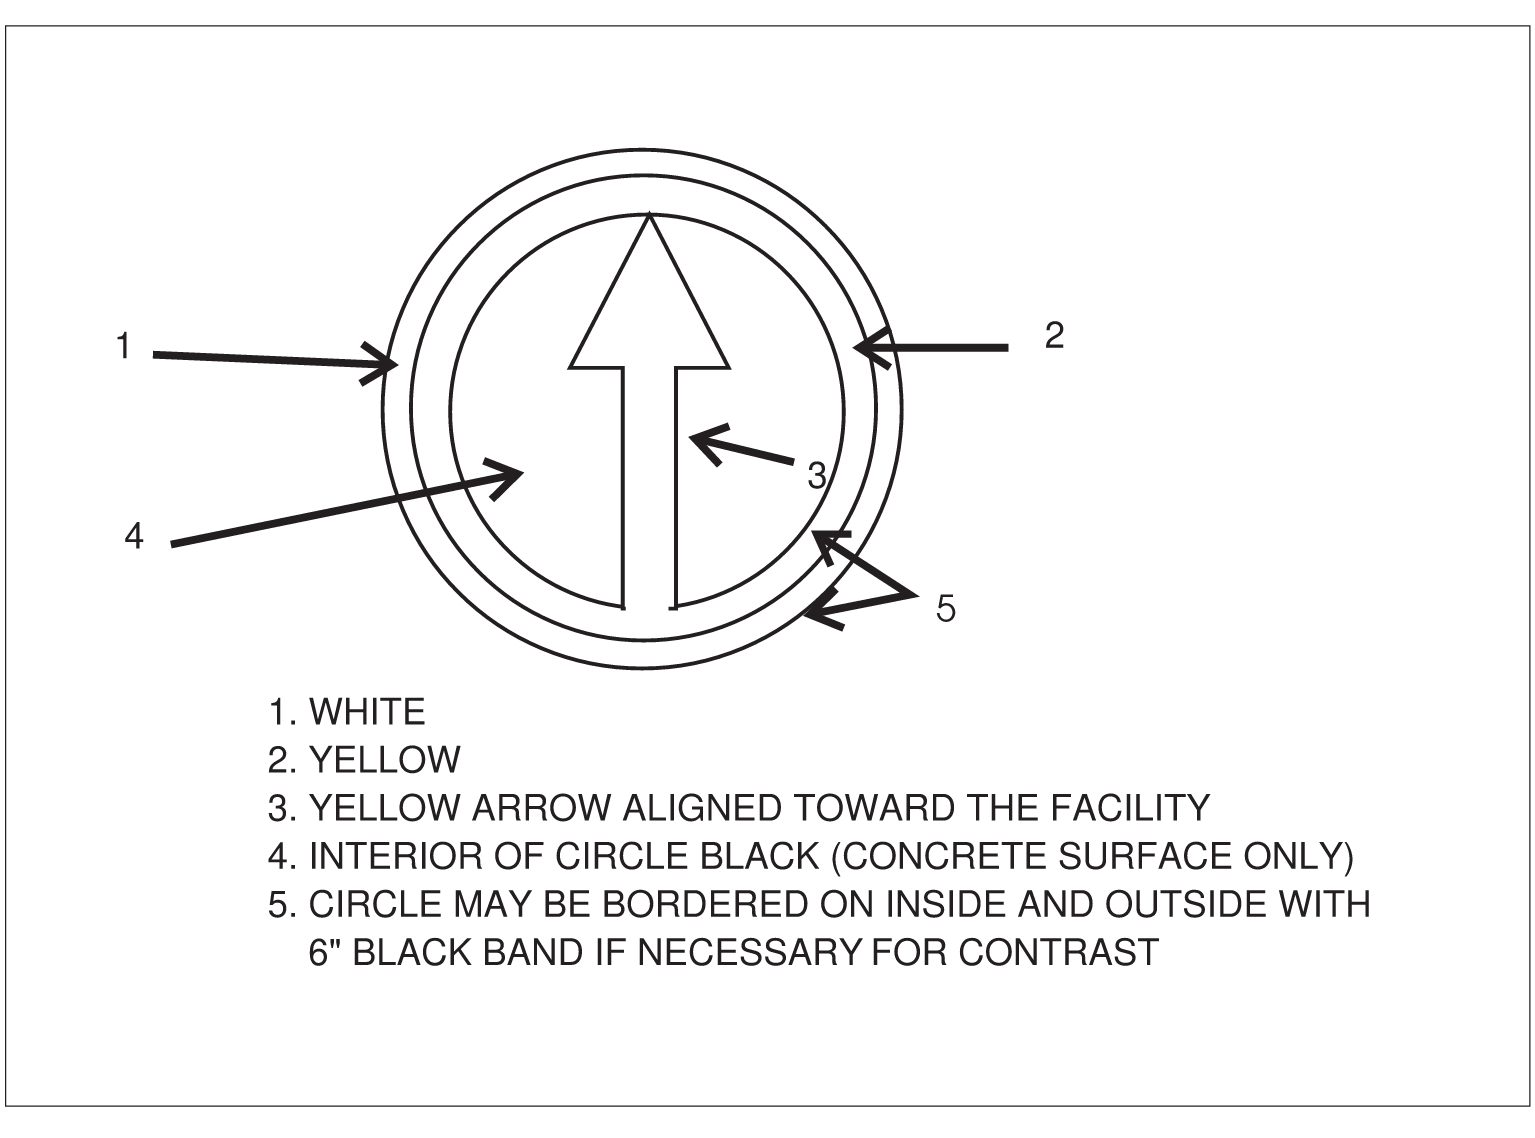 1
2
3
4
5
1. WHITE
2. YELLOW
3. YELLOW ARROW ALIGNED TOWARD THE FACILITY
4. INTERIOR OF CIRCLE BLACK (CONCRETE SURFACE ONLY)
5. CIRCLE MAY BE BORDERED ON INSIDE AND OUTSIDE WITH
6" BLACK BAND IF NECESSARY FOR CONTRAST